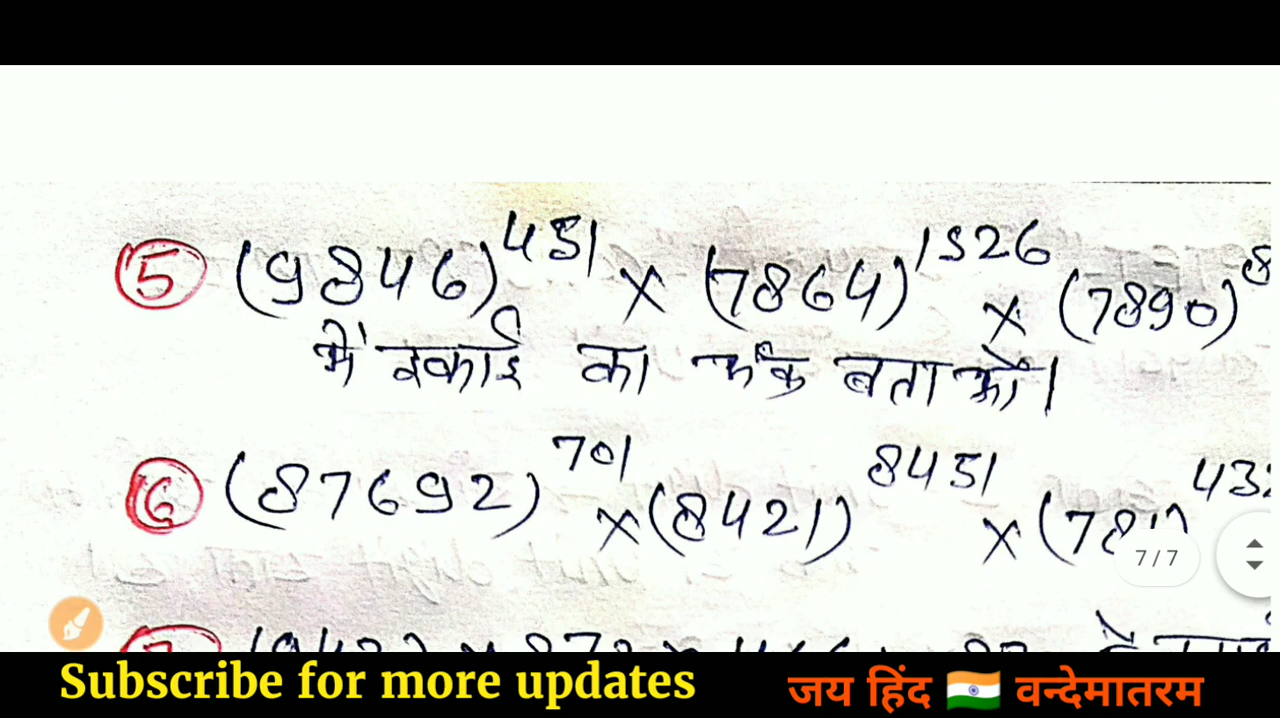 ⑤ (9846)^451 × (7864)^1526 × (7890)^8
में इकाई का अंक बताओ।
⑥ (87692)^701 × (8421)^8451 × (78
7/7
Subscribe for more updates
जय हिंद 🇮🇳 वन्देमातरम